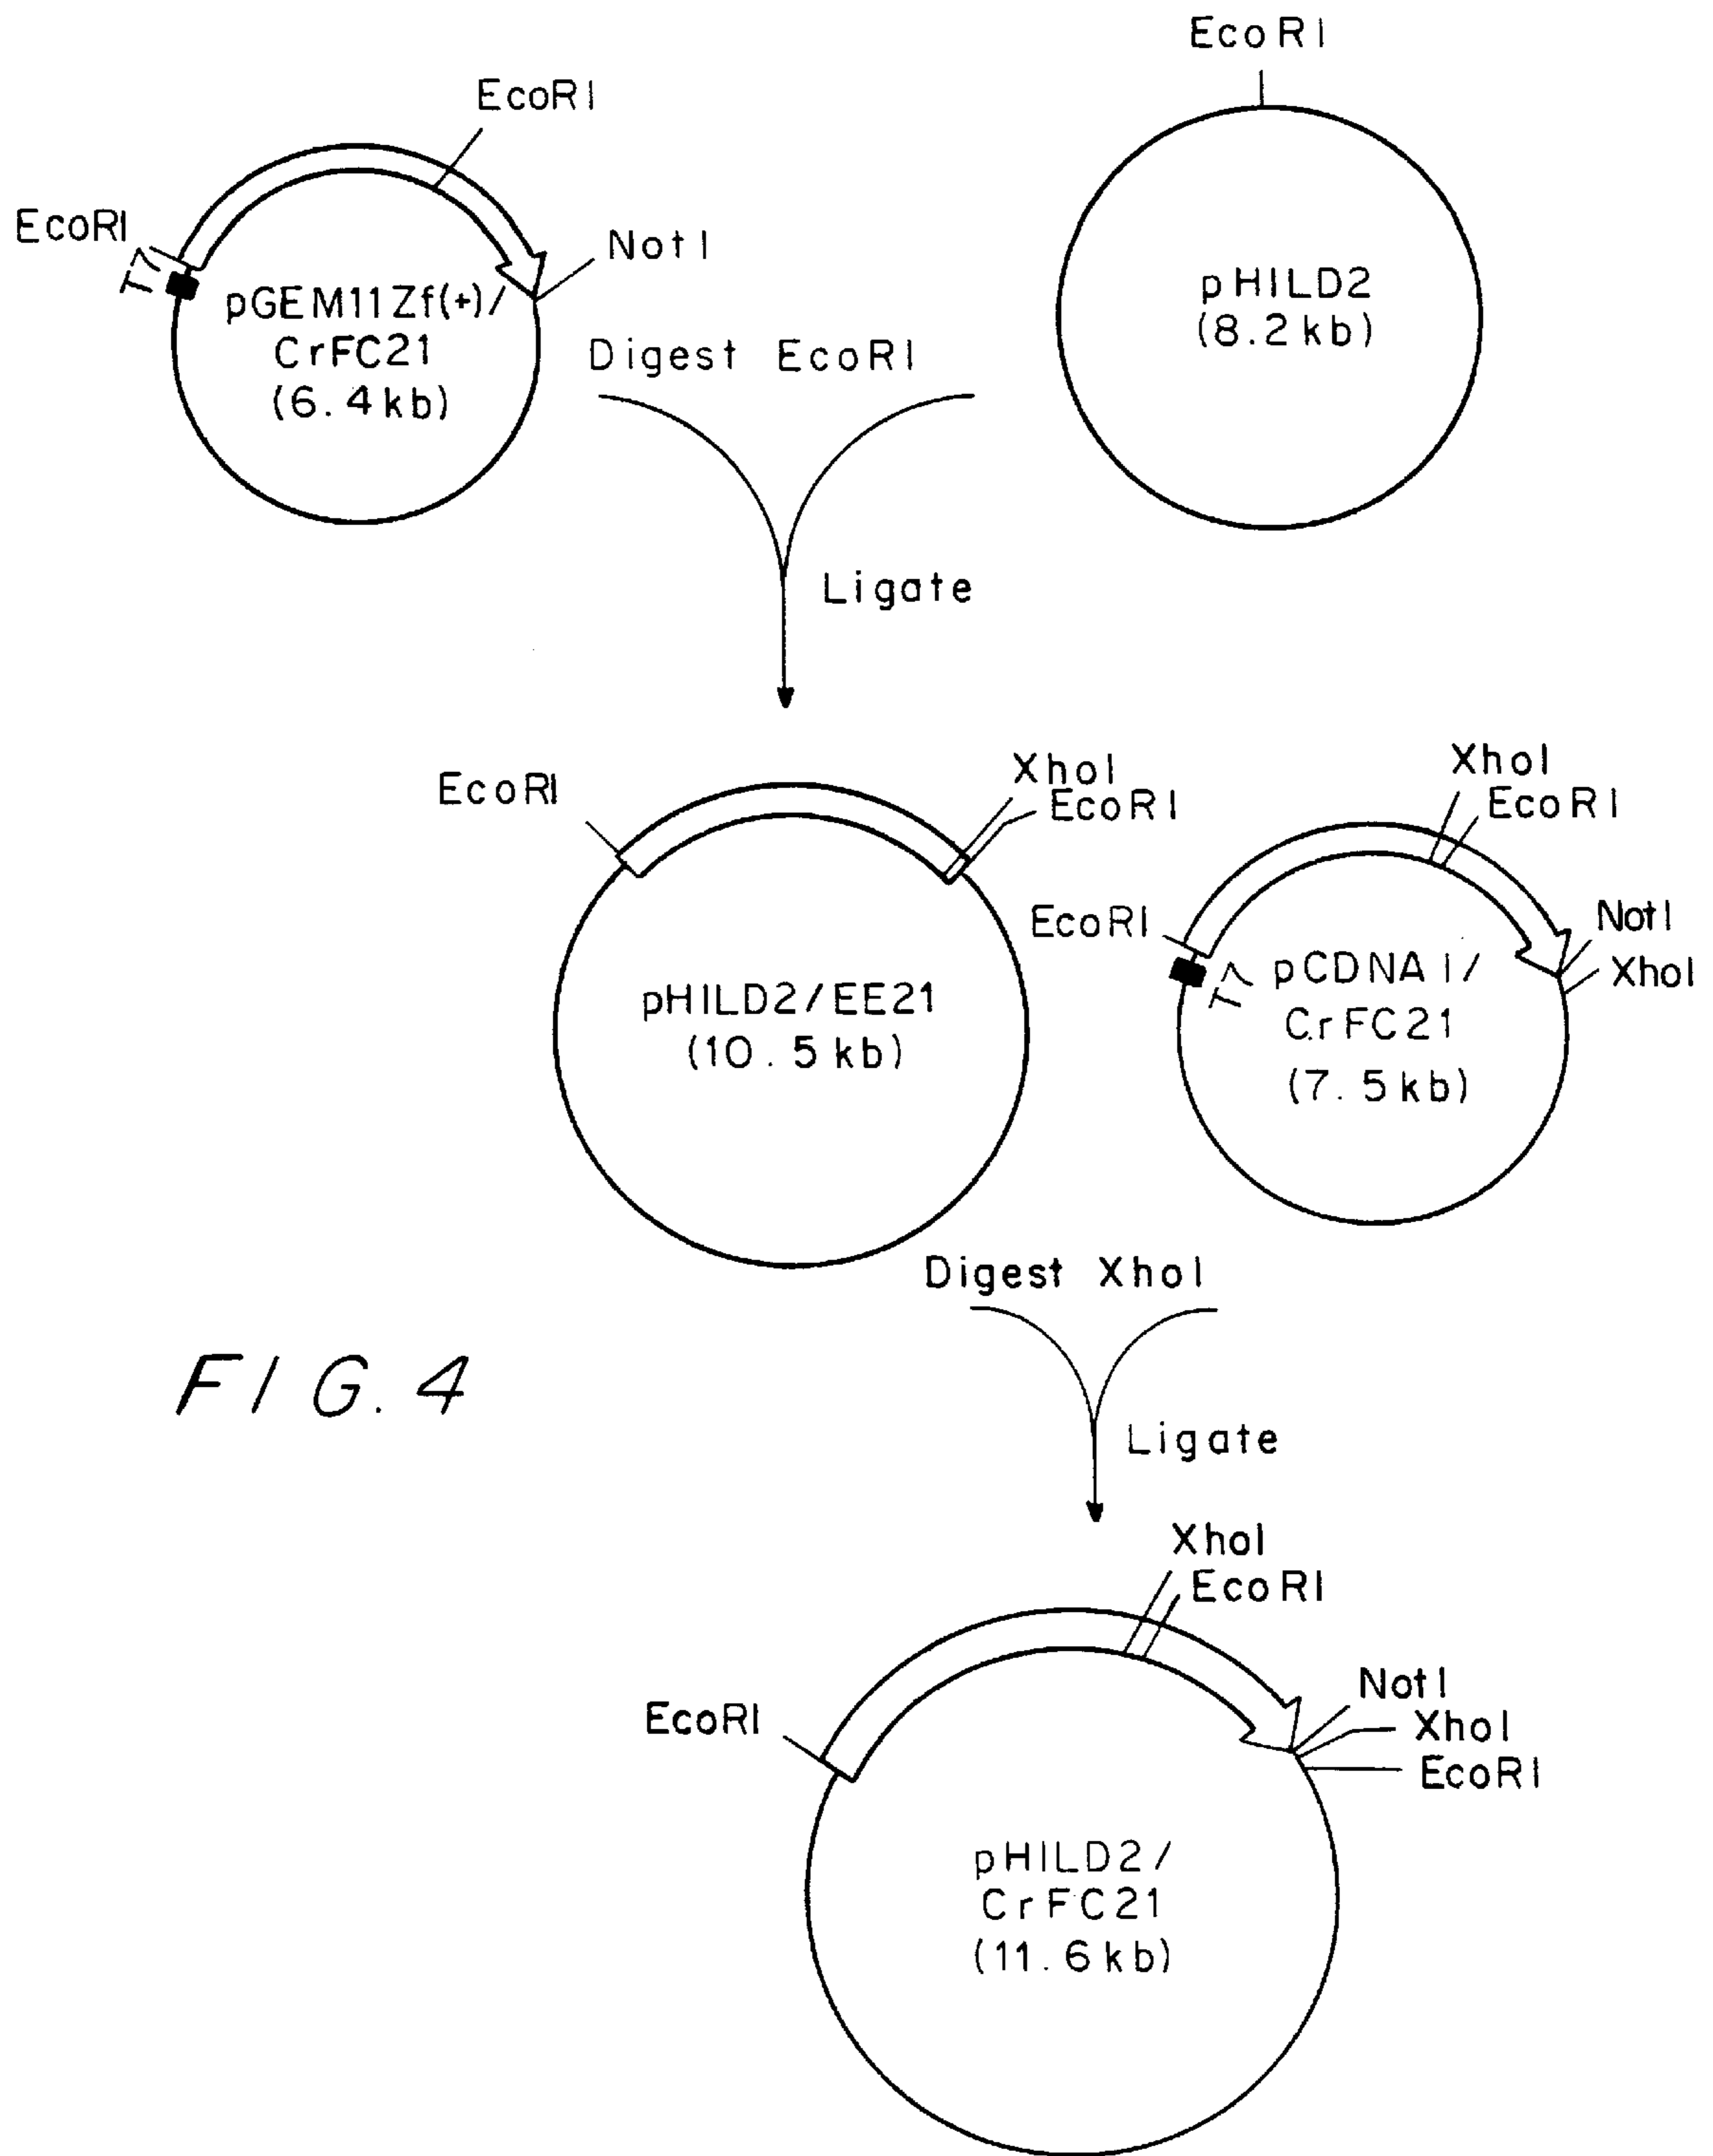 EcoRI
EcoRI
EcoRI
T7
NotI
pGEM11Zf(+)/
CrFC21
(6.4kb)
pHILD2
(8.2kb)
Digest EcoRI
Ligate
EcoRI
XhoI
EcoRI
pHILD2/EE21
(10.5kb)
XhoI
EcoRI
EcoRI
T7
NotI
XhoI
pCDNA I/
CrFC21
(7.5kb)
Digest XhoI
Ligate
FIG. 4
XhoI
EcoRI
EcoRI
NotI
XhoI
EcoRI
pHILD2/
CrFC21
(11.6kb)